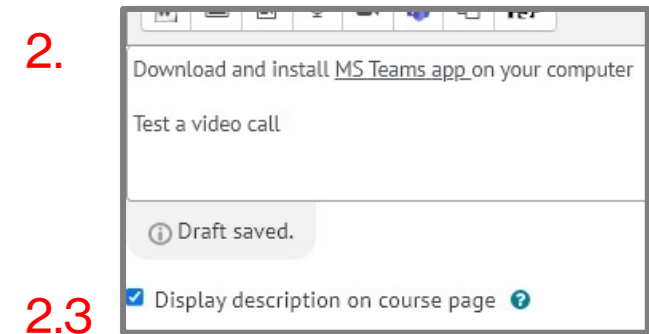 2.
Download and install MS Teams app on your computer
Test a video call
Draft saved.
2.3
Display description on course page